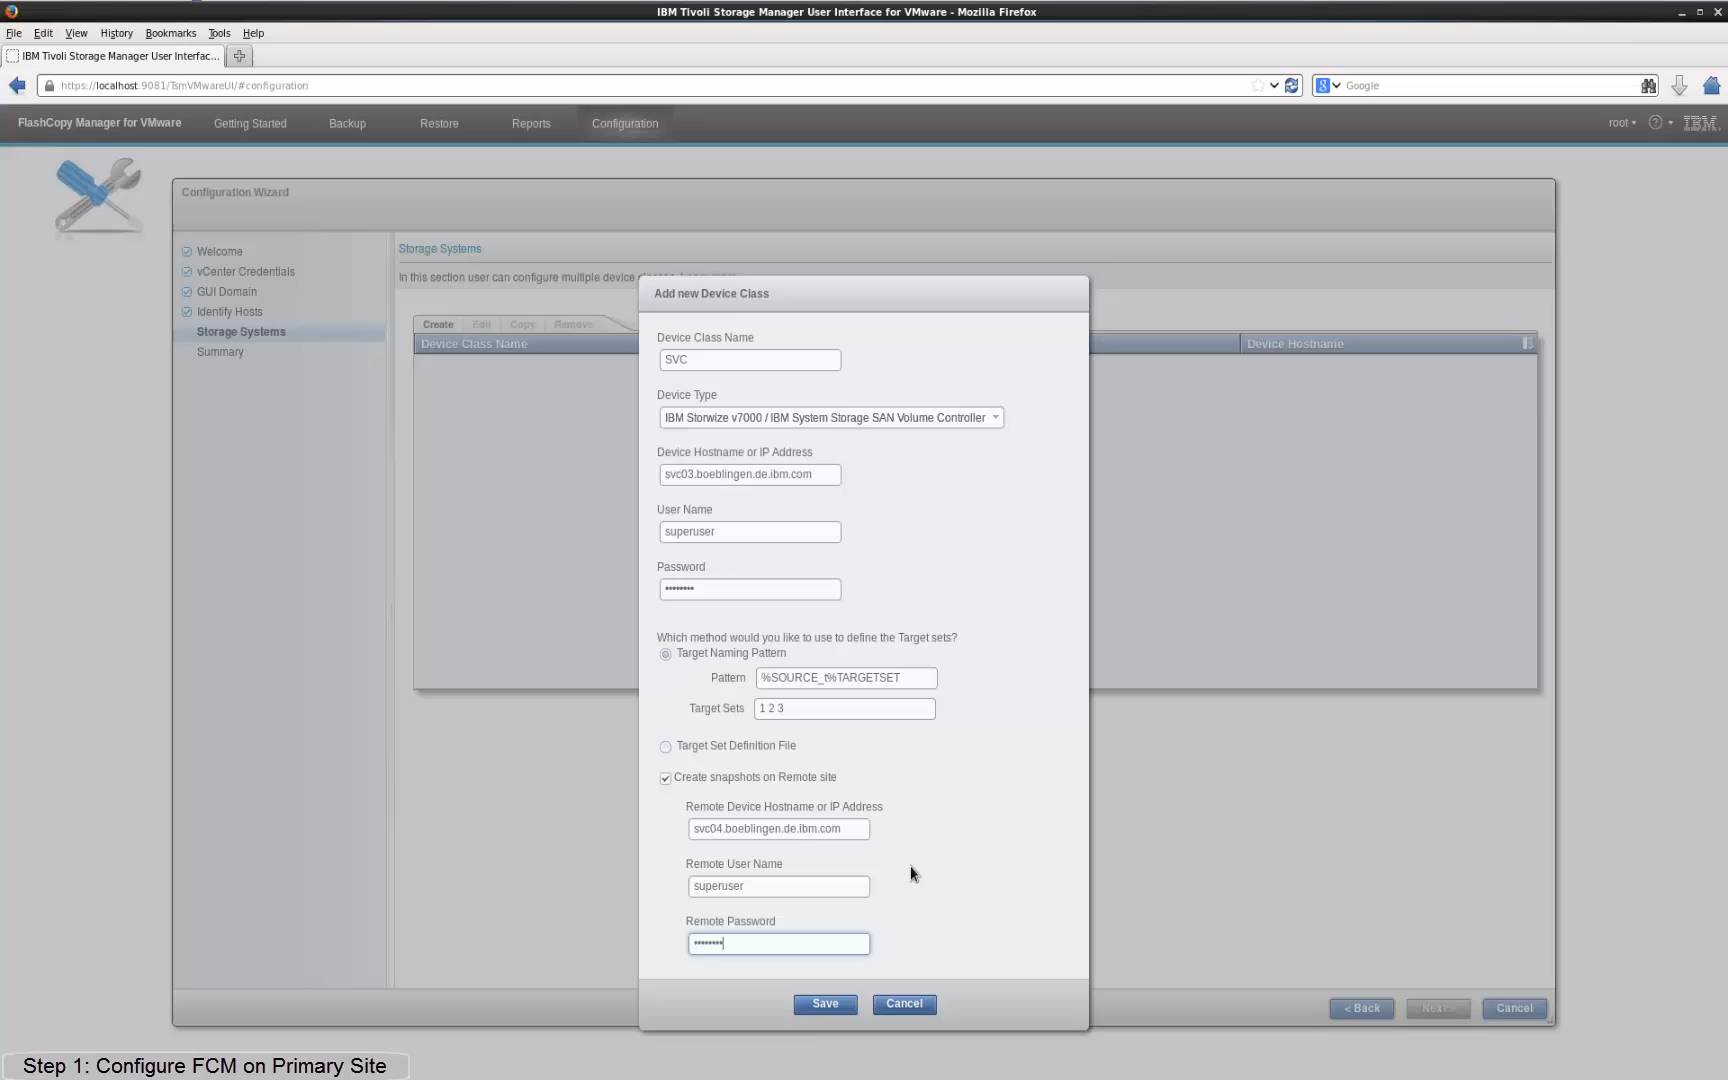 IBM Tivoli Storage Manager User Interface for VMware - Mozilla Firefox
File Edit View History Bookmarks Tools Help
IBM Tivoli Storage Manager User Interfac...
https://localhost:9081/TsmVMwareUI/#configuration
Google
FlashCopy Manager for VMware Getting Started Backup Restore Reports Configuration root IBM
Configuration Wizard
Welcome
vCenter Credentials
GUI Domain
Identify Hosts
Storage Systems
Summary
Storage Systems
In this section user can configure multiple device
Create Edit Copy Remove
Device Class Name Device Hostname
Add new Device Class
Device Class Name
SVC
Device Type
IBM Storwize v7000 / IBM System Storage SAN Volume Controller
Device Hostname or IP Address
svc03.boeblingen.de.ibm.com
User Name
superuser
Password
••••••••
Which method would you like to use to define the Target sets?
Target Naming Pattern
Pattern %SOURCE_t%TARGETSET
Target Sets 1 2 3
Target Set Definition File
Create snapshots on Remote site
Remote Device Hostname or IP Address
svc04.boeblingen.de.ibm.com
Remote User Name
superuser
Remote Password
••••••••
Save Cancel
< Back Next > Cancel
Step 1: Configure FCM on Primary Site